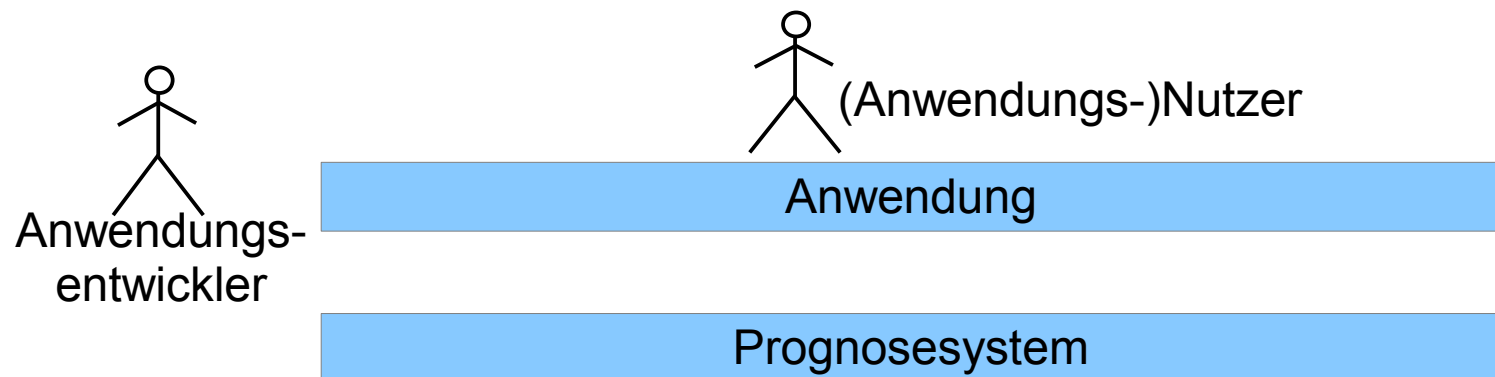 (Anwendungs-)Nutzer
Anwendung
Anwendungs-
entwickler
Prognosesystem